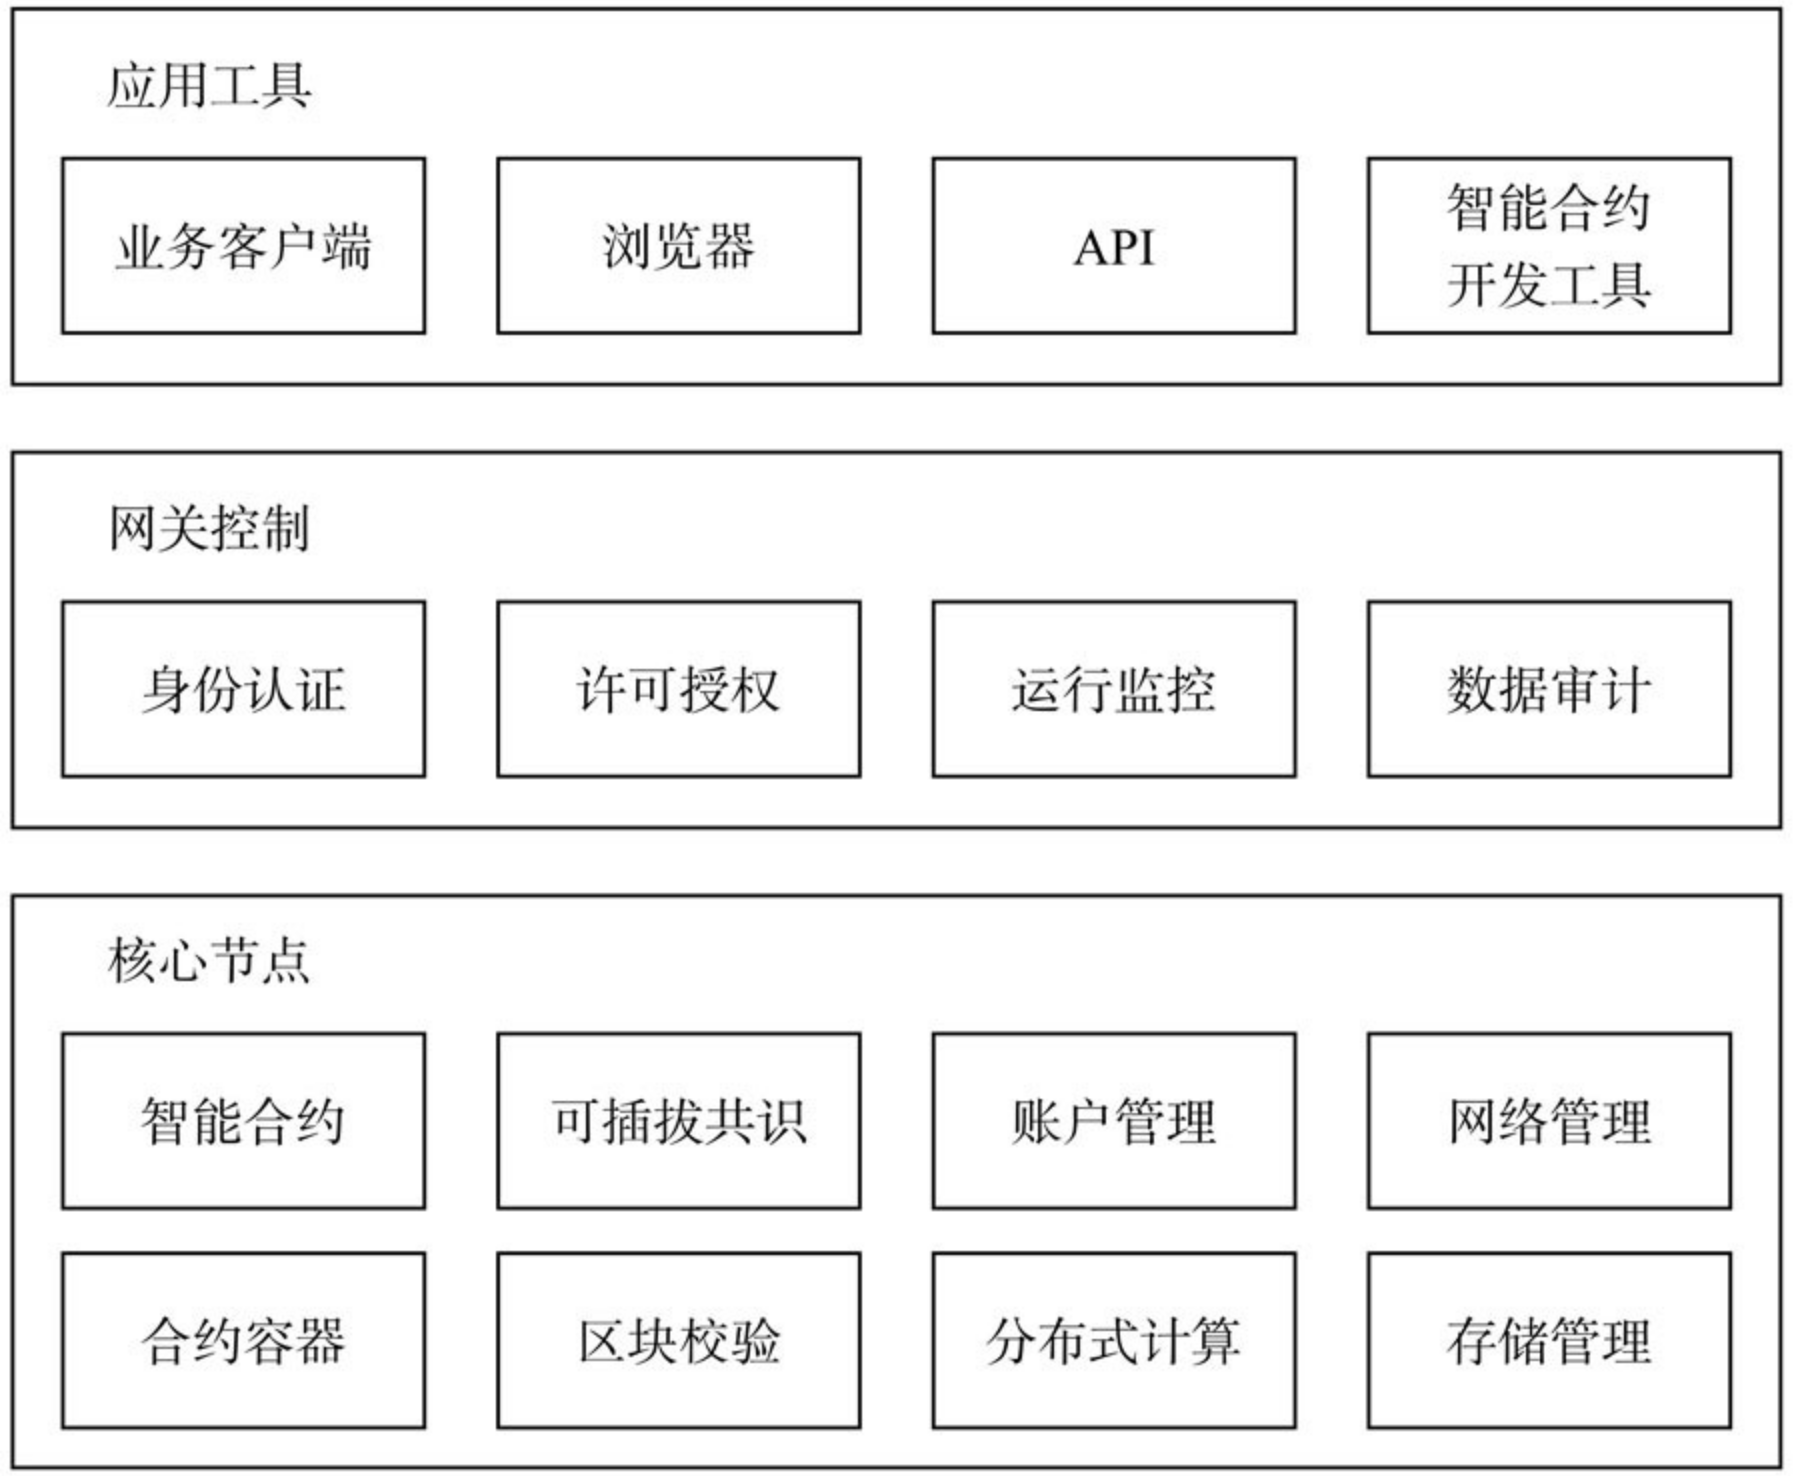 应用工具
业务客户端
浏览器
API
智能合约
开发工具
网关控制
身份认证
许可授权
运行监控
数据审计
核心节点
智能合约
可插拔共识
账户管理
网络管理
合约容器
区块校验
分布式计算
存储管理